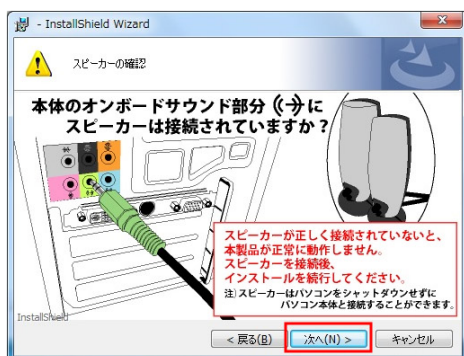 - InstallShield Wizard
スピーカーの確認
本体のオンボードサウンド部分 に
スピーカーは接続されていますか？
スピーカーが正しく接続されていないと、
本製品が正常に動作しません。
スピーカーを接続後、
インストールを続行してください。
注）スピーカーはパソコンをシャットダウンせずに
パソコン本体と接続することができます。
InstallShield
< 戻る(B)
次へ(N) >
キャンセル